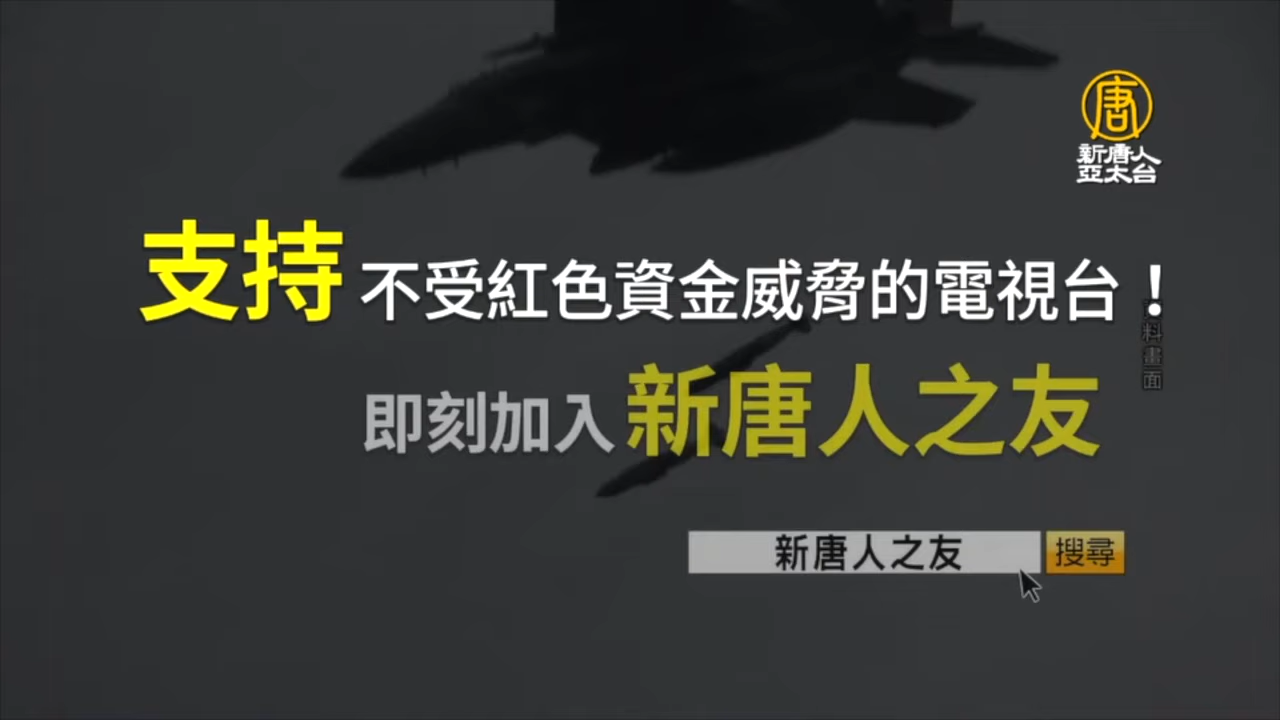 唐
新唐人
亞太台
支持 不受紅色資金威脅的電視台！
料畫面
即刻加入 新唐人之友
新唐人之友 搜尋